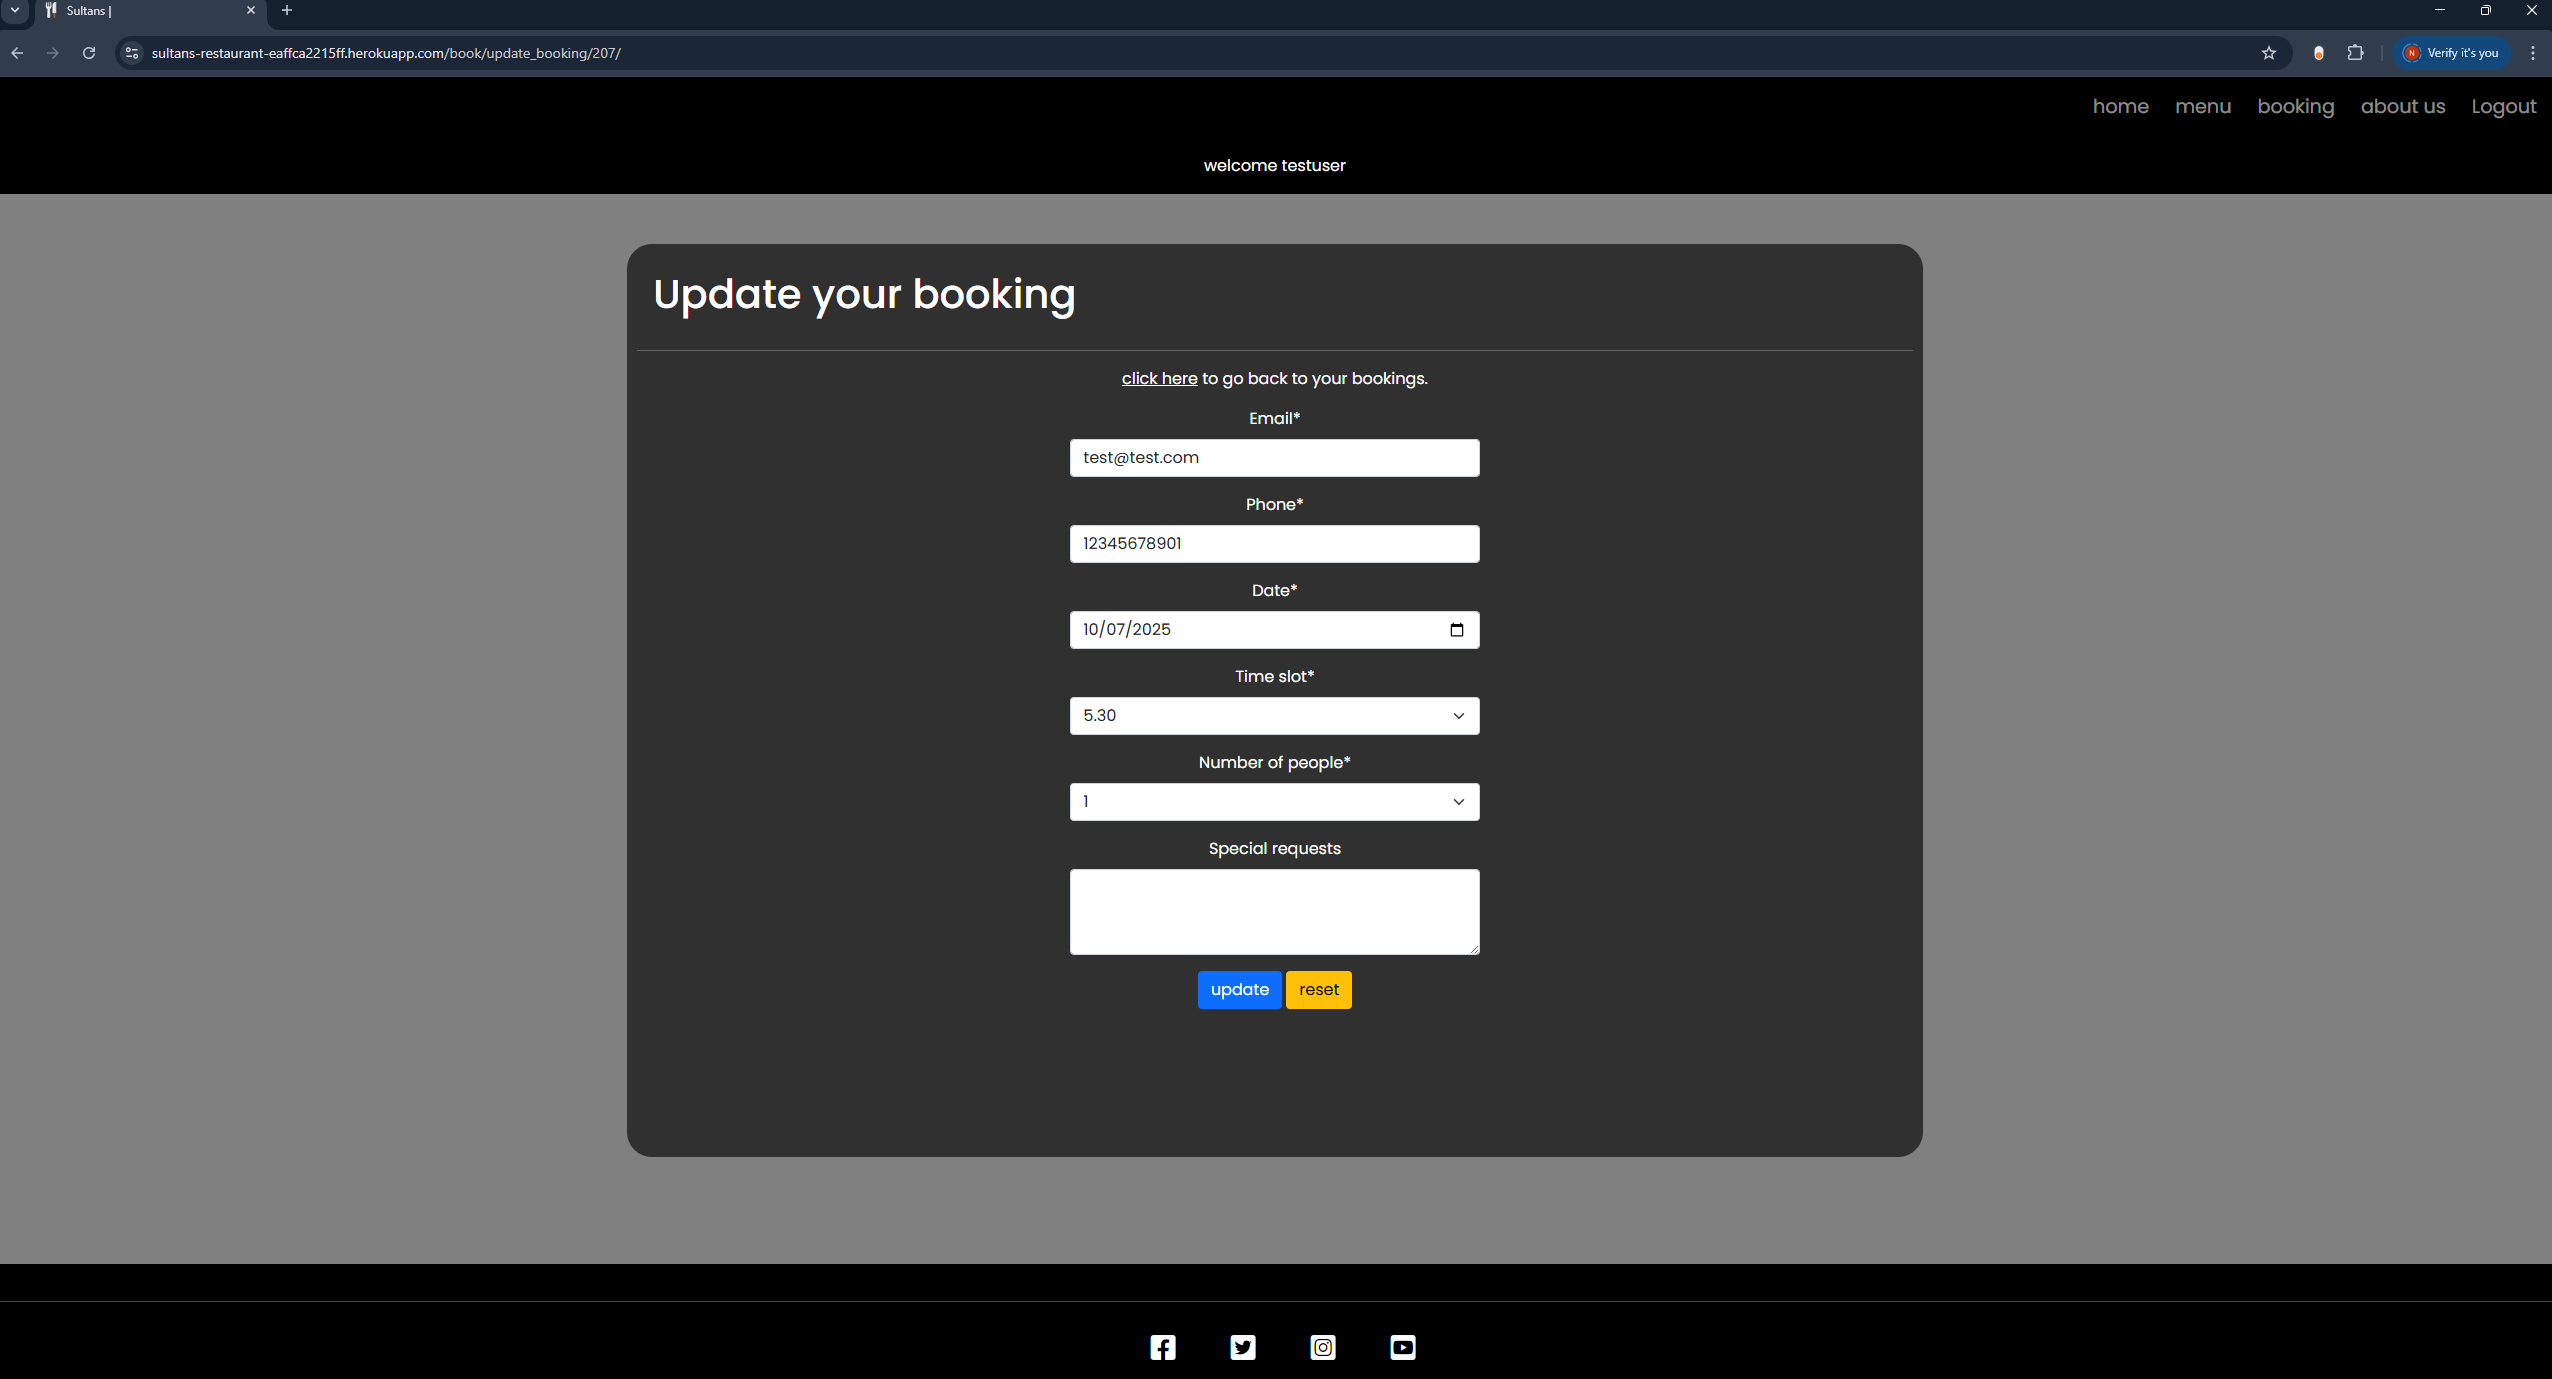 Sultans |
sultans-restaurant-eaffca2215ff.herokuapp.com/book/update_booking/207/
N Verify it's you
home menu booking about us Logout
welcome testuser
Update your booking
click here to go back to your bookings.
Email*
test@test.com
Phone*
12345678901
Date*
10/07/2025
Time slot*
5.30
Number of people*
1
Special requests
update reset